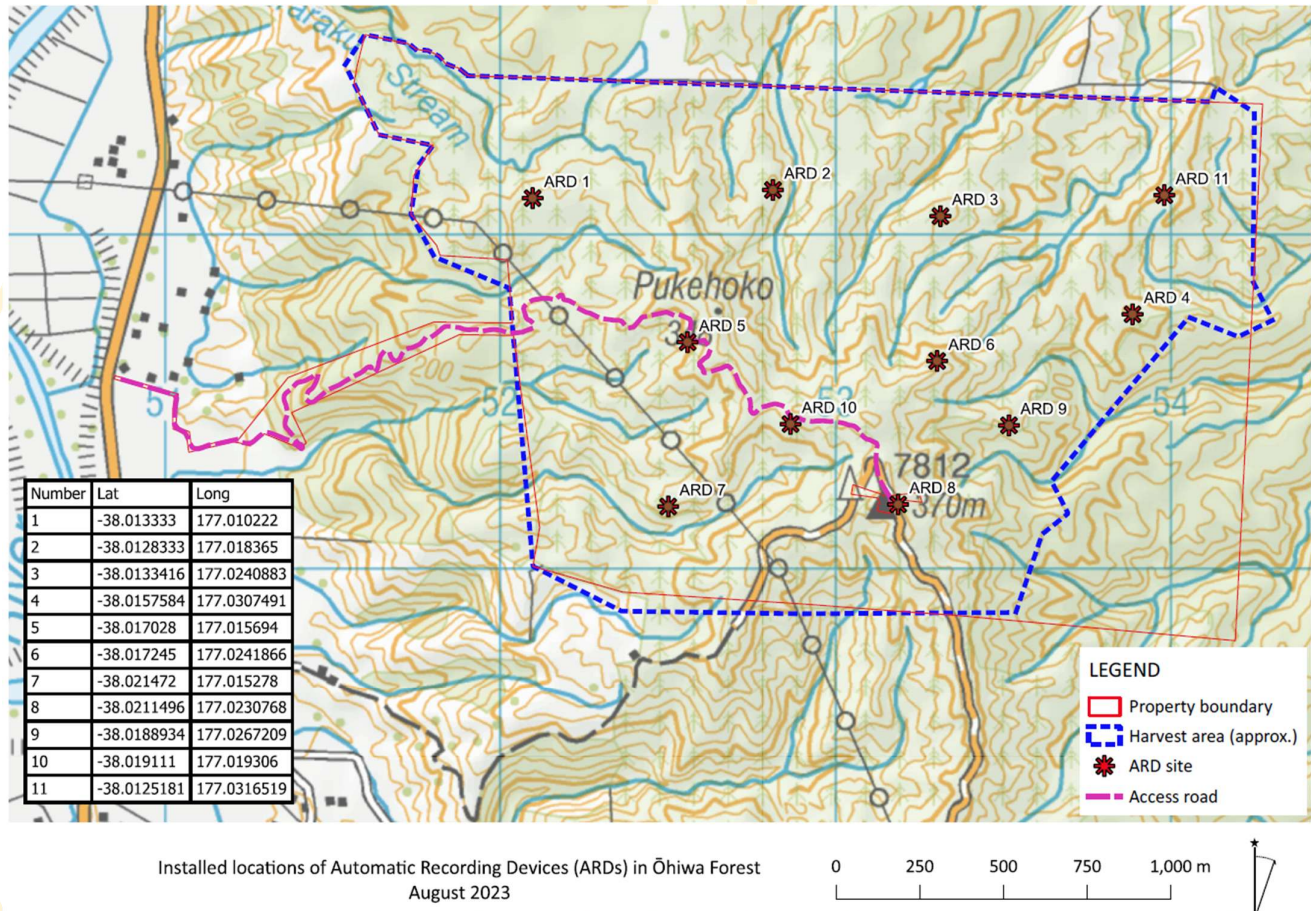 Stream
ARD 1
ARD 2
ARD 3
ARD 11
Pukehoko
ARD 5
ARD 4
ARD 6
51
52
53
54
ARD 10
ARD 9
7812
370m
ARD 7
ARD 8
Number Lat Long
1 -38.013333 177.010222
2 -38.0128333 177.018365
3 -38.0133416 177.0240883
4 -38.0157584 177.0307491
5 -38.017028 177.015694
6 -38.017245 177.0241866
7 -38.021472 177.015278
8 -38.0211496 177.0230768
9 -38.0188934 177.0267209
10 -38.019111 177.019306
11 -38.0125181 177.0316519
LEGEND
Property boundary
Harvest area (approx.)
ARD site
Access road
Installed locations of Automatic Recording Devices (ARDs) in Ōhiwa Forest
August 2023
0 250 500 750 1,000 m